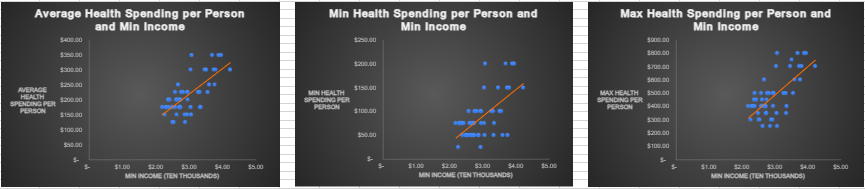 Average Health Spending per Person
and Min Income
$400.00
$350.00
$300.00
$250.00
$200.00
$150.00
$100.00
$50.00
$-
AVERAGE
HEALTH
SPENDING PER
PERSON
$- $1.00 $2.00 $3.00 $4.00 $5.00
MIN INCOME (TEN THOUSANDS)
Min Health Spending per Person and
Min Income
$250.00
$200.00
$150.00
$100.00
$50.00
$-
MIN HEALTH
SPENDING PER
PERSON
$- $1.00 $2.00 $3.00 $4.00 $5.00
MIN INCOME (TEN THOUSANDS)
Max Health Spending per Person and
Min Income
$900.00
$800.00
$700.00
$600.00
$500.00
$400.00
$300.00
$200.00
$100.00
$-
MAX HEALTH
SPENDING PER
PERSON
$- $1.00 $2.00 $3.00 $4.00 $5.00
MIN INCOME (TEN THOUSANDS)